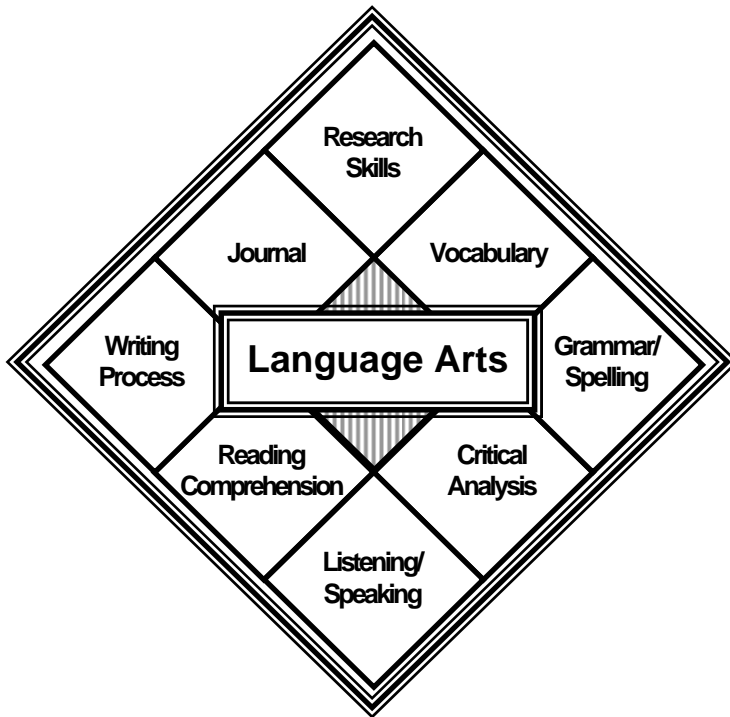 Research
Skills
Journal
Vocabulary
Writing
Process
Language Arts
Grammar/
Spelling
Reading
Comprehension
Critical
Analysis
Listening/
Speaking